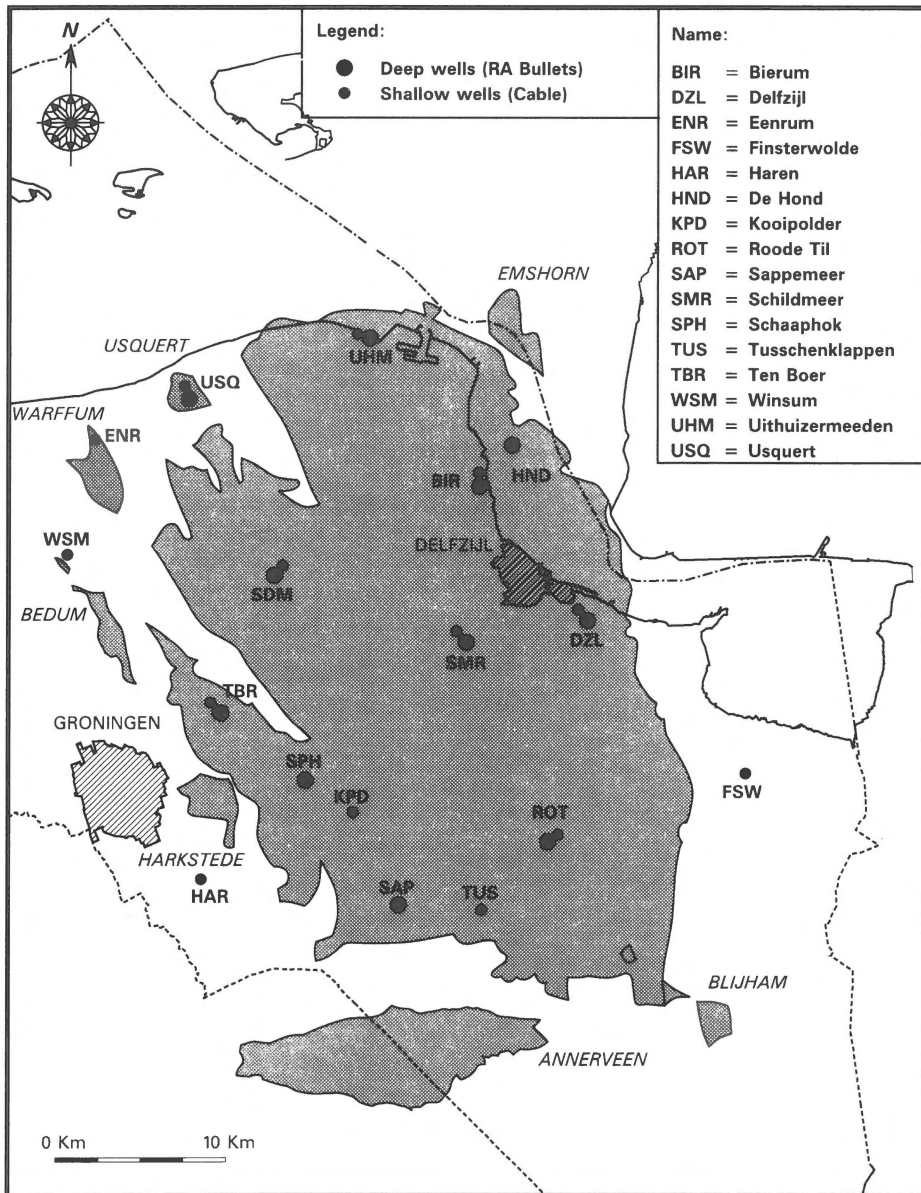 N
Legend:
Deep wells (RA Bullets)
Shallow wells (Cable)
Name:
BIR = Bierum
DZL = Delfzijl
ENR = Eenrum
FSW = Finsterwolde
HAR = Haren
HND = De Hond
KPD = Kooipolder
ROT = Roode Til
SAP = Sappemeer
SMR = Schildmeer
SPH = Schaaphok
TUS = Tusschenklappen
TBR = Ten Boer
WSM = Winsum
UHM = Uithuizermeeden
USQ = Usquert
EMSHORN
USQUERT
UHM
USQ
WARFFUM
ENR
HND
BIR
WSM
DELFZIJL
SDM
BEDUM
DZL
SMR
TBR
GRONINGEN
SPH
KPD
FSW
ROT
HARKSTEDE
HAR
SAP
TUS
BLIJHAM
ANNERVEEN
0 Km 10 Km